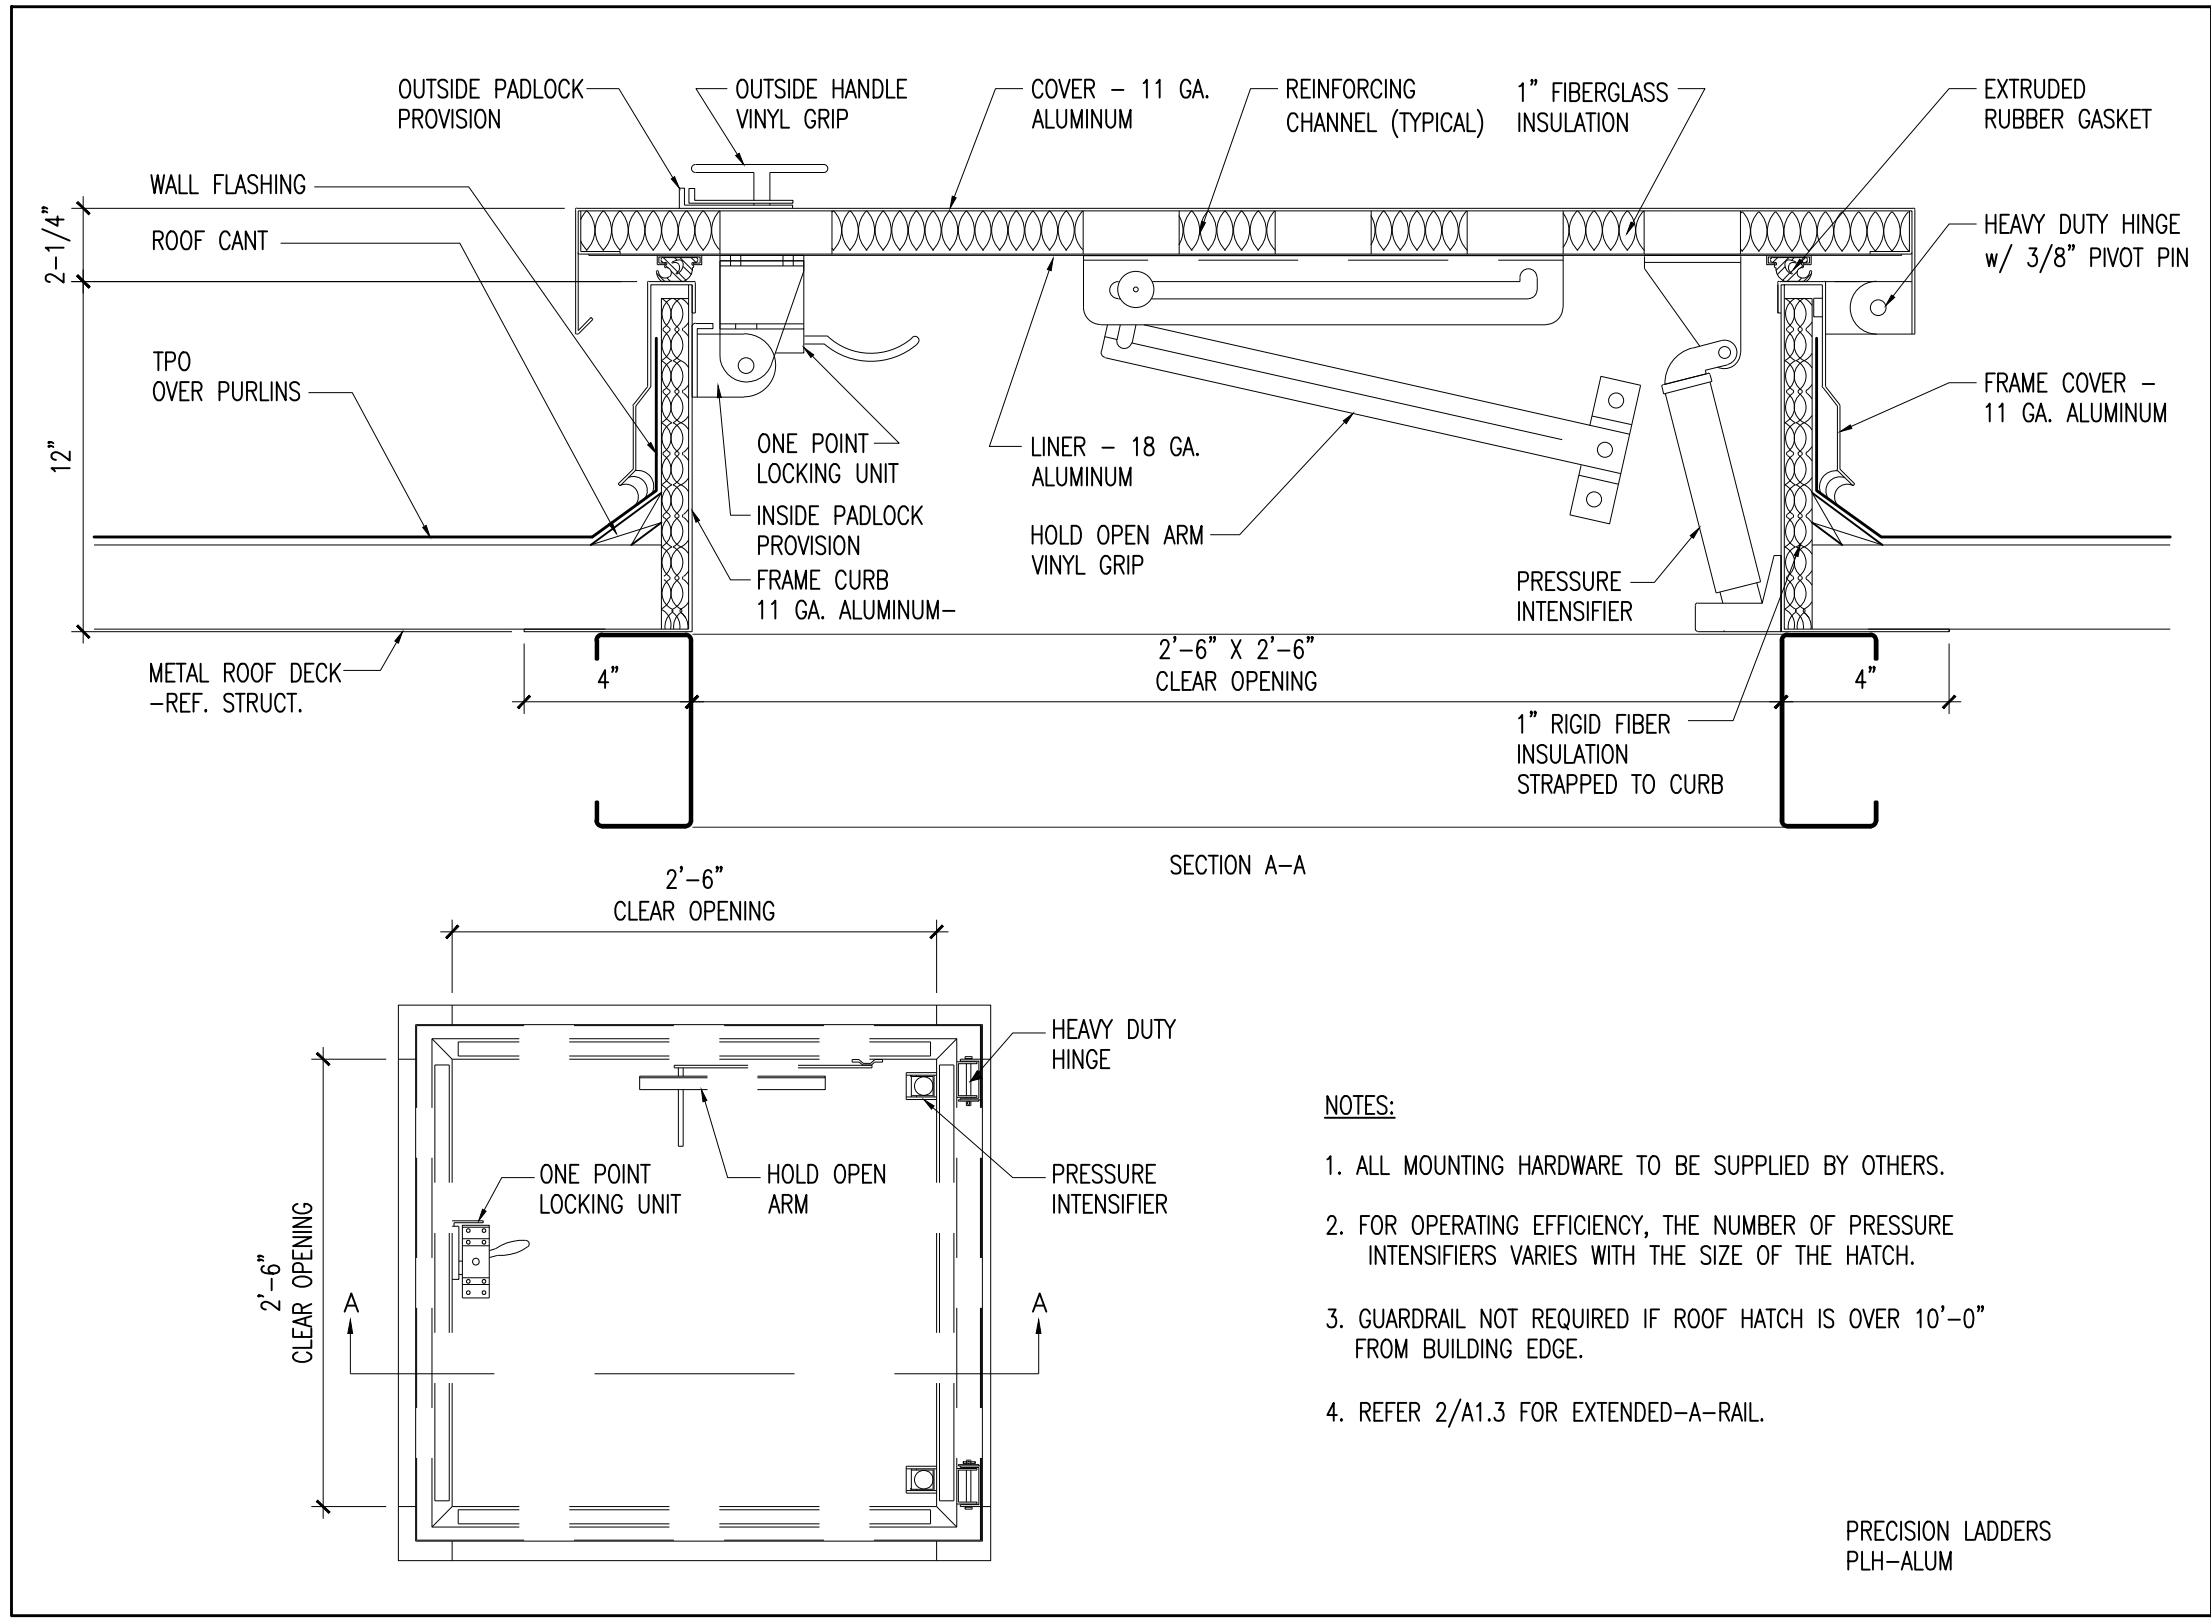 OUTSIDE PADLOCK
PROVISION
OUTSIDE HANDLE
VINYL GRIP
COVER – 11 GA.
ALUMINUM
REINFORCING
CHANNEL (TYPICAL)
1” FIBERGLASS
INSULATION
EXTRUDED
RUBBER GASKET
WALL FLASHING
ROOF CANT
2-1/4”
HEAVY DUTY HINGE
w/ 3/8” PIVOT PIN
TPO
OVER PURLINS
12”
FRAME COVER –
11 GA. ALUMINUM
ONE POINT
LOCKING UNIT
LINER – 18 GA.
ALUMINUM
INSIDE PADLOCK
PROVISION
HOLD OPEN ARM
VINYL GRIP
FRAME CURB
11 GA. ALUMINUM–
PRESSURE
INTENSIFIER
METAL ROOF DECK
–REF. STRUCT.
4”
2’–6” X 2’–6”
CLEAR OPENING
4”
1” RIGID FIBER
INSULATION
STRAPPED TO CURB
SECTION A–A
2’–6”
CLEAR OPENING
HEAVY DUTY
HINGE
ONE POINT
LOCKING UNIT
HOLD OPEN
ARM
PRESSURE
INTENSIFIER
2’–6”
CLEAR OPENING
A
A
NOTES:
1. ALL MOUNTING HARDWARE TO BE SUPPLIED BY OTHERS.
2. FOR OPERATING EFFICIENCY, THE NUMBER OF PRESSURE
INTENSIFIERS VARIES WITH THE SIZE OF THE HATCH.
3. GUARDRAIL NOT REQUIRED IF ROOF HATCH IS OVER 10’–0”
FROM BUILDING EDGE.
4. REFER 2/A1.3 FOR EXTENDED–A–RAIL.
PRECISION LADDERS
PLH–ALUM